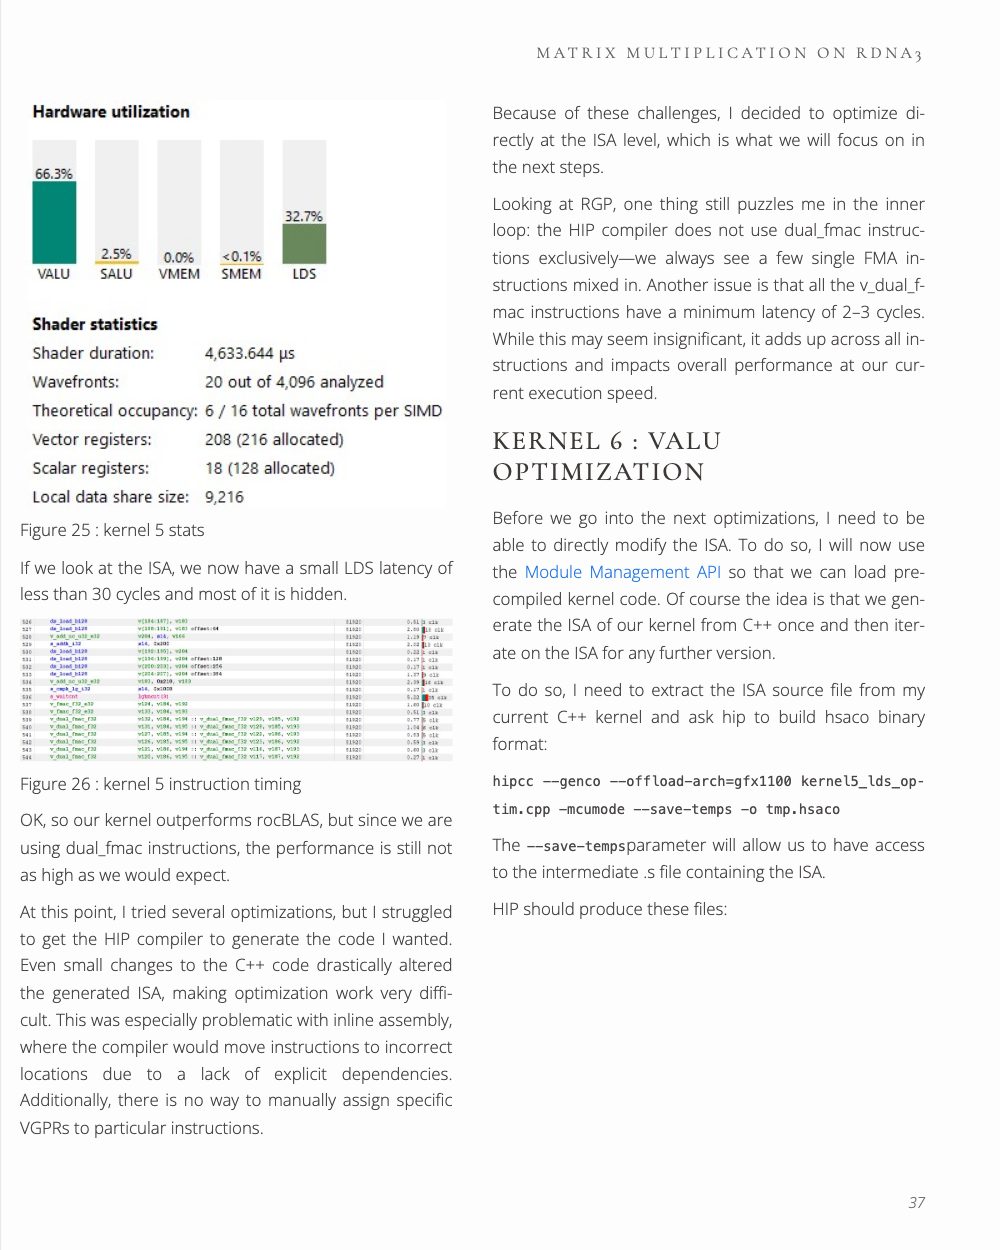 MATRIX MULTIPLICATION ON RDNA3
Hardware utilization
66.3%
2.5%
0.0%
<0.1%
32.7%
VALU SALU VMEM SMEM LDS
Shader statistics
Shader duration: 4,633.644 µs
Wavefronts: 20 out of 4,096 analyzed
Theoretical occupancy: 6 / 16 total wavefronts per SIMD
Vector registers: 208 (216 allocated)
Scalar registers: 18 (128 allocated)
Local data share size: 9,216
Figure 25 : kernel 5 stats
If we look at the ISA, we now have a small LDS latency of
less than 30 cycles and most of it is hidden.
Figure 26 : kernel 5 instruction timing
OK, so our kernel outperforms rocBLAS, but since we are
using dual_fmac instructions, the performance is still not
as high as we would expect.
At this point, I tried several optimizations, but I struggled
to get the HIP compiler to generate the code I wanted.
Even small changes to the C++ code drastically altered
the generated ISA, making optimization work very diffi-
cult. This was especially problematic with inline assembly,
where the compiler would move instructions to incorrect
locations due to a lack of explicit dependencies.
Additionally, there is no way to manually assign specific
VGPRs to particular instructions.
Because of these challenges, I decided to optimize di-
rectly at the ISA level, which is what we will focus on in
the next steps.
Looking at RGP, one thing still puzzles me in the inner
loop: the HIP compiler does not use dual_fmac instruc-
tions exclusively—we always see a few single FMA in-
structions mixed in. Another issue is that all the v_dual_f-
mac instructions have a minimum latency of 2–3 cycles.
While this may seem insignificant, it adds up across all in-
structions and impacts overall performance at our cur-
rent execution speed.
KERNEL 6 : VALU
OPTIMIZATION
Before we go into the next optimizations, I need to be
able to directly modify the ISA. To do so, I will now use
the Module Management API so that we can load pre-
compiled kernel code. Of course the idea is that we gen-
erate the ISA of our kernel from C++ once and then iter-
ate on the ISA for any further version.
To do so, I need to extract the ISA source file from my
current C++ kernel and ask hip to build hsaco binary
format:
hipcc --genco --offload-arch=gfx1100 kernel5_lds_op-
tim.cpp -mcumode --save-temps -o tmp.hsaco
The --save-tempsparameter will allow us to have access
to the intermediate .s file containing the ISA.
HIP should produce these files:
37